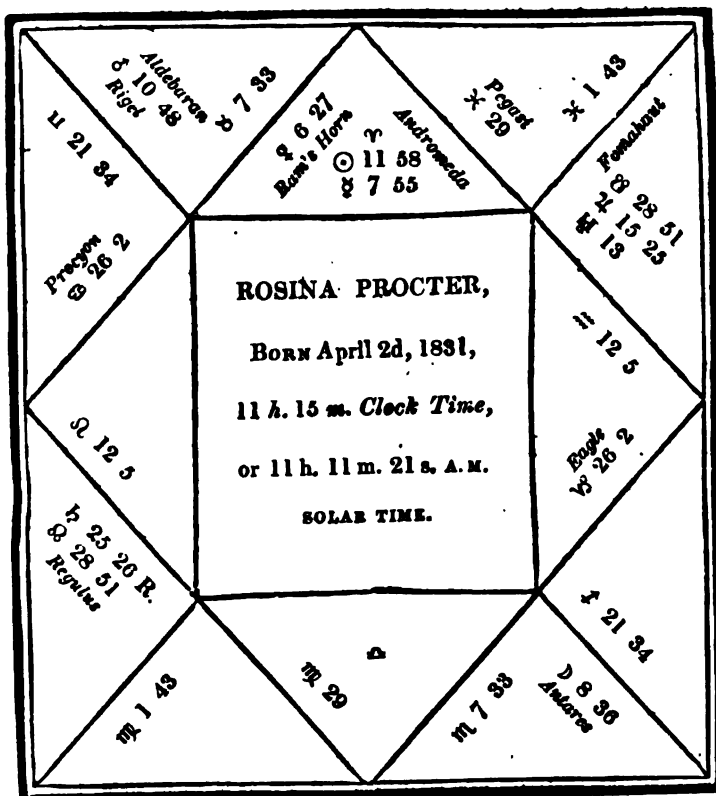 Aldebaran
♂ 10 48
Rigel
♉ 7 33
♊ 21 34
♀ 6 27
Ram's Horn
♈
☉ 11 58
☿ 7 55
Andromeda
Pegasi
♓ 29
♓ 1 43
Fomahaut
☋ 28 51
♃ 15 25
♅ 13
Procyon
♋ 26 2
ROSINA PROCTER,
BORN April 2d, 1831,
11 h. 15 m. Clock Time,
or 11 h. 11 m. 21 s. A.M.
SOLAR TIME.
♒ 12 5
♌ 12 5
Eagle
♑ 26 2
♄ 25 26 R.
☊ 28 51
Regulus
♐ 21 34
♍ 1 43
♍ 29
♎
♏ 7 33
☽ 8 36
Antares